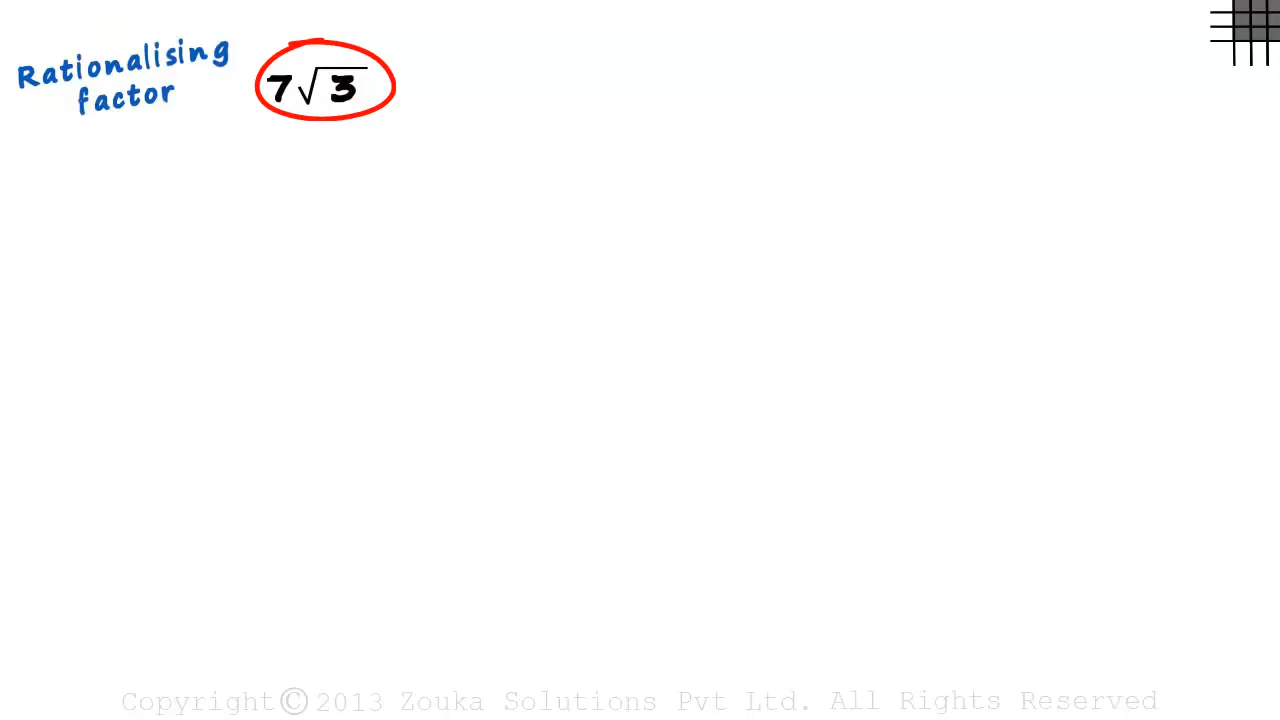 Rationalising
factor
7√3
Copyright© 2013 Zouka Solutions Pvt Ltd. All Rights Reserved